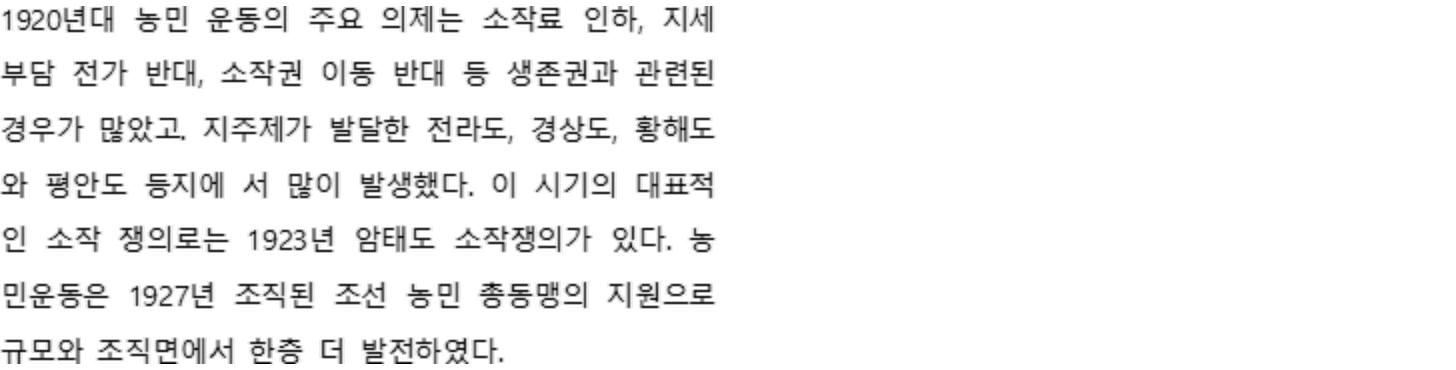 1920년대 농민 운동의 주요 의제는 소작료 인하, 지세
부담 전가 반대, 소작권 이동 반대 등 생존권과 관련된
경우가 많았고. 지주제가 발달한 전라도, 경상도, 황해도
와 평안도 등지에 서 많이 발생했다. 이 시기의 대표적
인 소작 쟁의로는 1923년 암태도 소작쟁의가 있다. 농
민운동은 1927년 조직된 조선 농민 총동맹의 지원으로
규모와 조직면에서 한층 더 발전하였다.